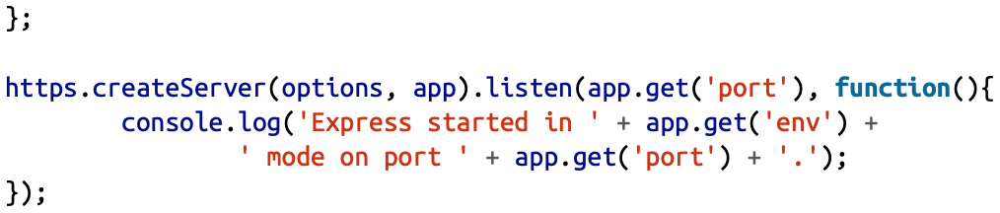 };
https.createServer(options, app).listen(app.get('port'), function(){
console.log('Express started in ' + app.get('env') +
' mode on port ' + app.get('port') + '.');
});